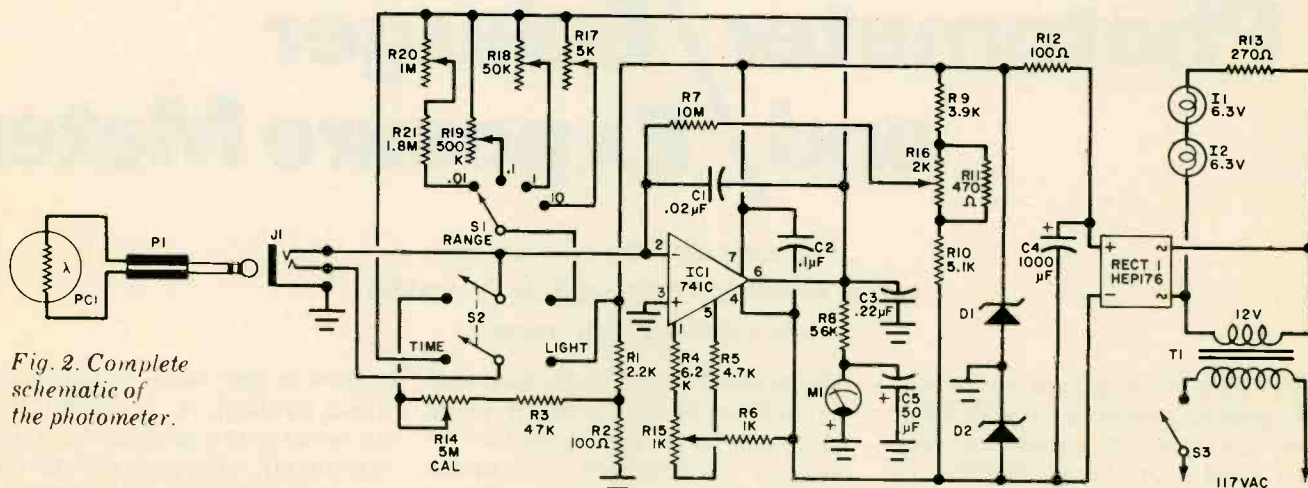 R20
1M
R21
1.8M
R19
500
K
R18
50K
R17
5K
.01
.1
1
10
S1
RANGE
PC1
λ
P1
J1
S2
TIME
LIGHT
R14
5M
CAL
R3
47K
R1
2.2K
R2
100Ω
R7
10M
C1
.02µF
2
3
-
+
IC1
741C
7
6
4
5
1
C2
.1µF
R4
6.2
K
R5
4.7K
R15
1K
R6
1K
R8
56K
C3
.22µF
M1
+
C5
50
µF
+
R9
3.9K
R16
2K
R11
470
Ω
R10
5.1K
R12
100Ω
D1
D2
C4
1000
µF
+
+
-
~
~
RECT 1
HEP176
R13
270Ω
I1
6.3V
I2
6.3V
12V
T1
S3
117VAC
Fig. 2. Complete
schematic of
the photometer.